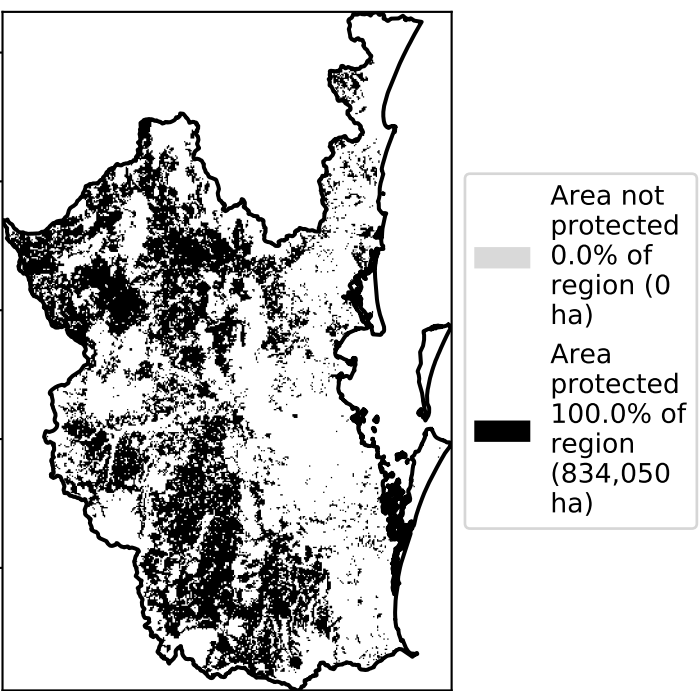 Area not
protected
0.0% of
region (0
ha)
Area
protected
100.0% of
region
(834,050
ha)